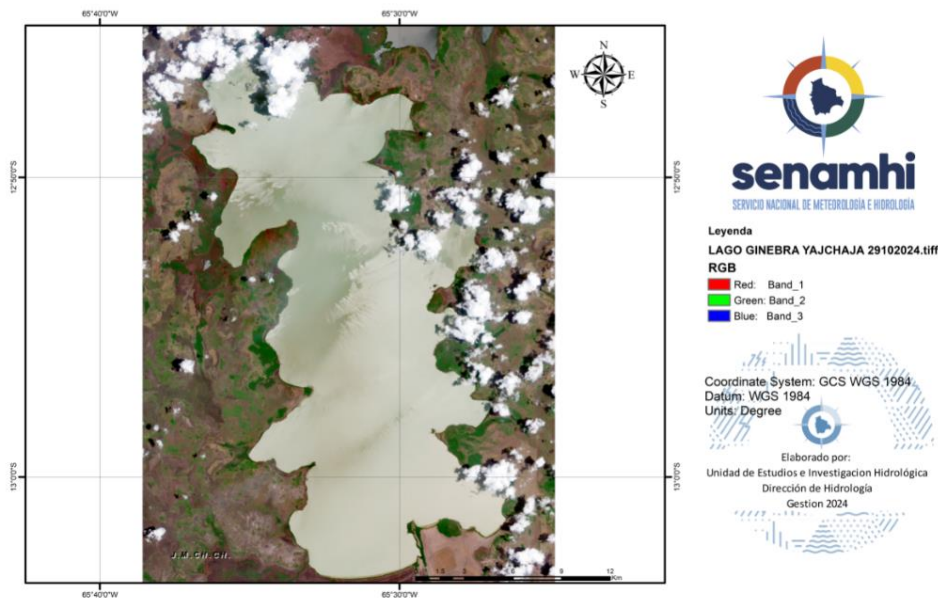 65°40'0"W
65°30'0"W
N
W E
S
12°50'0"S
12°50'0"S
13°0'0"S
13°0'0"S
J.M.CH.CH.
12
Km
65°40'0"W
65°30'0"W
senamhi
SERVICIO NACIONAL DE METEOROLOGÍA E HIDROLOGÍA
Leyenda
LAGO GINEBRA YAJCHAJA 29102024.tiff
RGB
Red: Band_1
Green: Band_2
Blue: Band_3
Coordinate System: GCS WGS 1984
Datum: WGS 1984
Units: Degree
Elaborado por:
Unidad de Estudios e Investigacion Hidrológica
Dirección de Hidrología
Gestion 2024